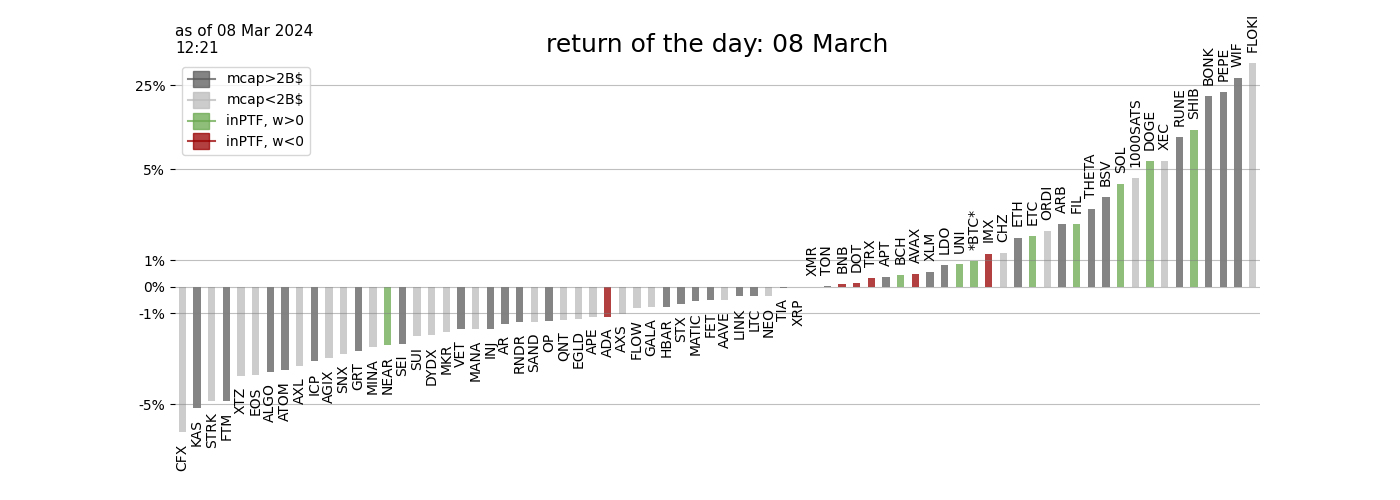 as of 08 Mar 2024
12:21
return of the day: 08 March
mcap>2B$
mcap<2B$
inPTF, w>0
inPTF, w<0
25%
5%
1%
0%
-1%
-5%
CFX
KAS
STRK
FTM
XTZ
EOS
ALGO
ATOM
AXL
ICP
AGIX
SNX
GRT
MINA
NEAR
SEI
SUI
DYDX
MKR
VET
MANA
INJ
AR
RNDR
SAND
OP
QNT
EGLD
APE
ADA
AXS
FLOW
GALA
HBAR
STX
MATIC
FET
AAVE
LINK
LTC
NEO
TIA
XRP
XMR
TON
BNB
DOT
TRX
APT
BCH
AVAX
XLM
LDO
UNI
*BTC*
IMX
CHZ
ETH
ETC
ORDI
ARB
FIL
THETA
BSV
SOL
1000SATS
DOGE
XEC
RUNE
SHIB
BONK
PEPE
WIF
FLOKI